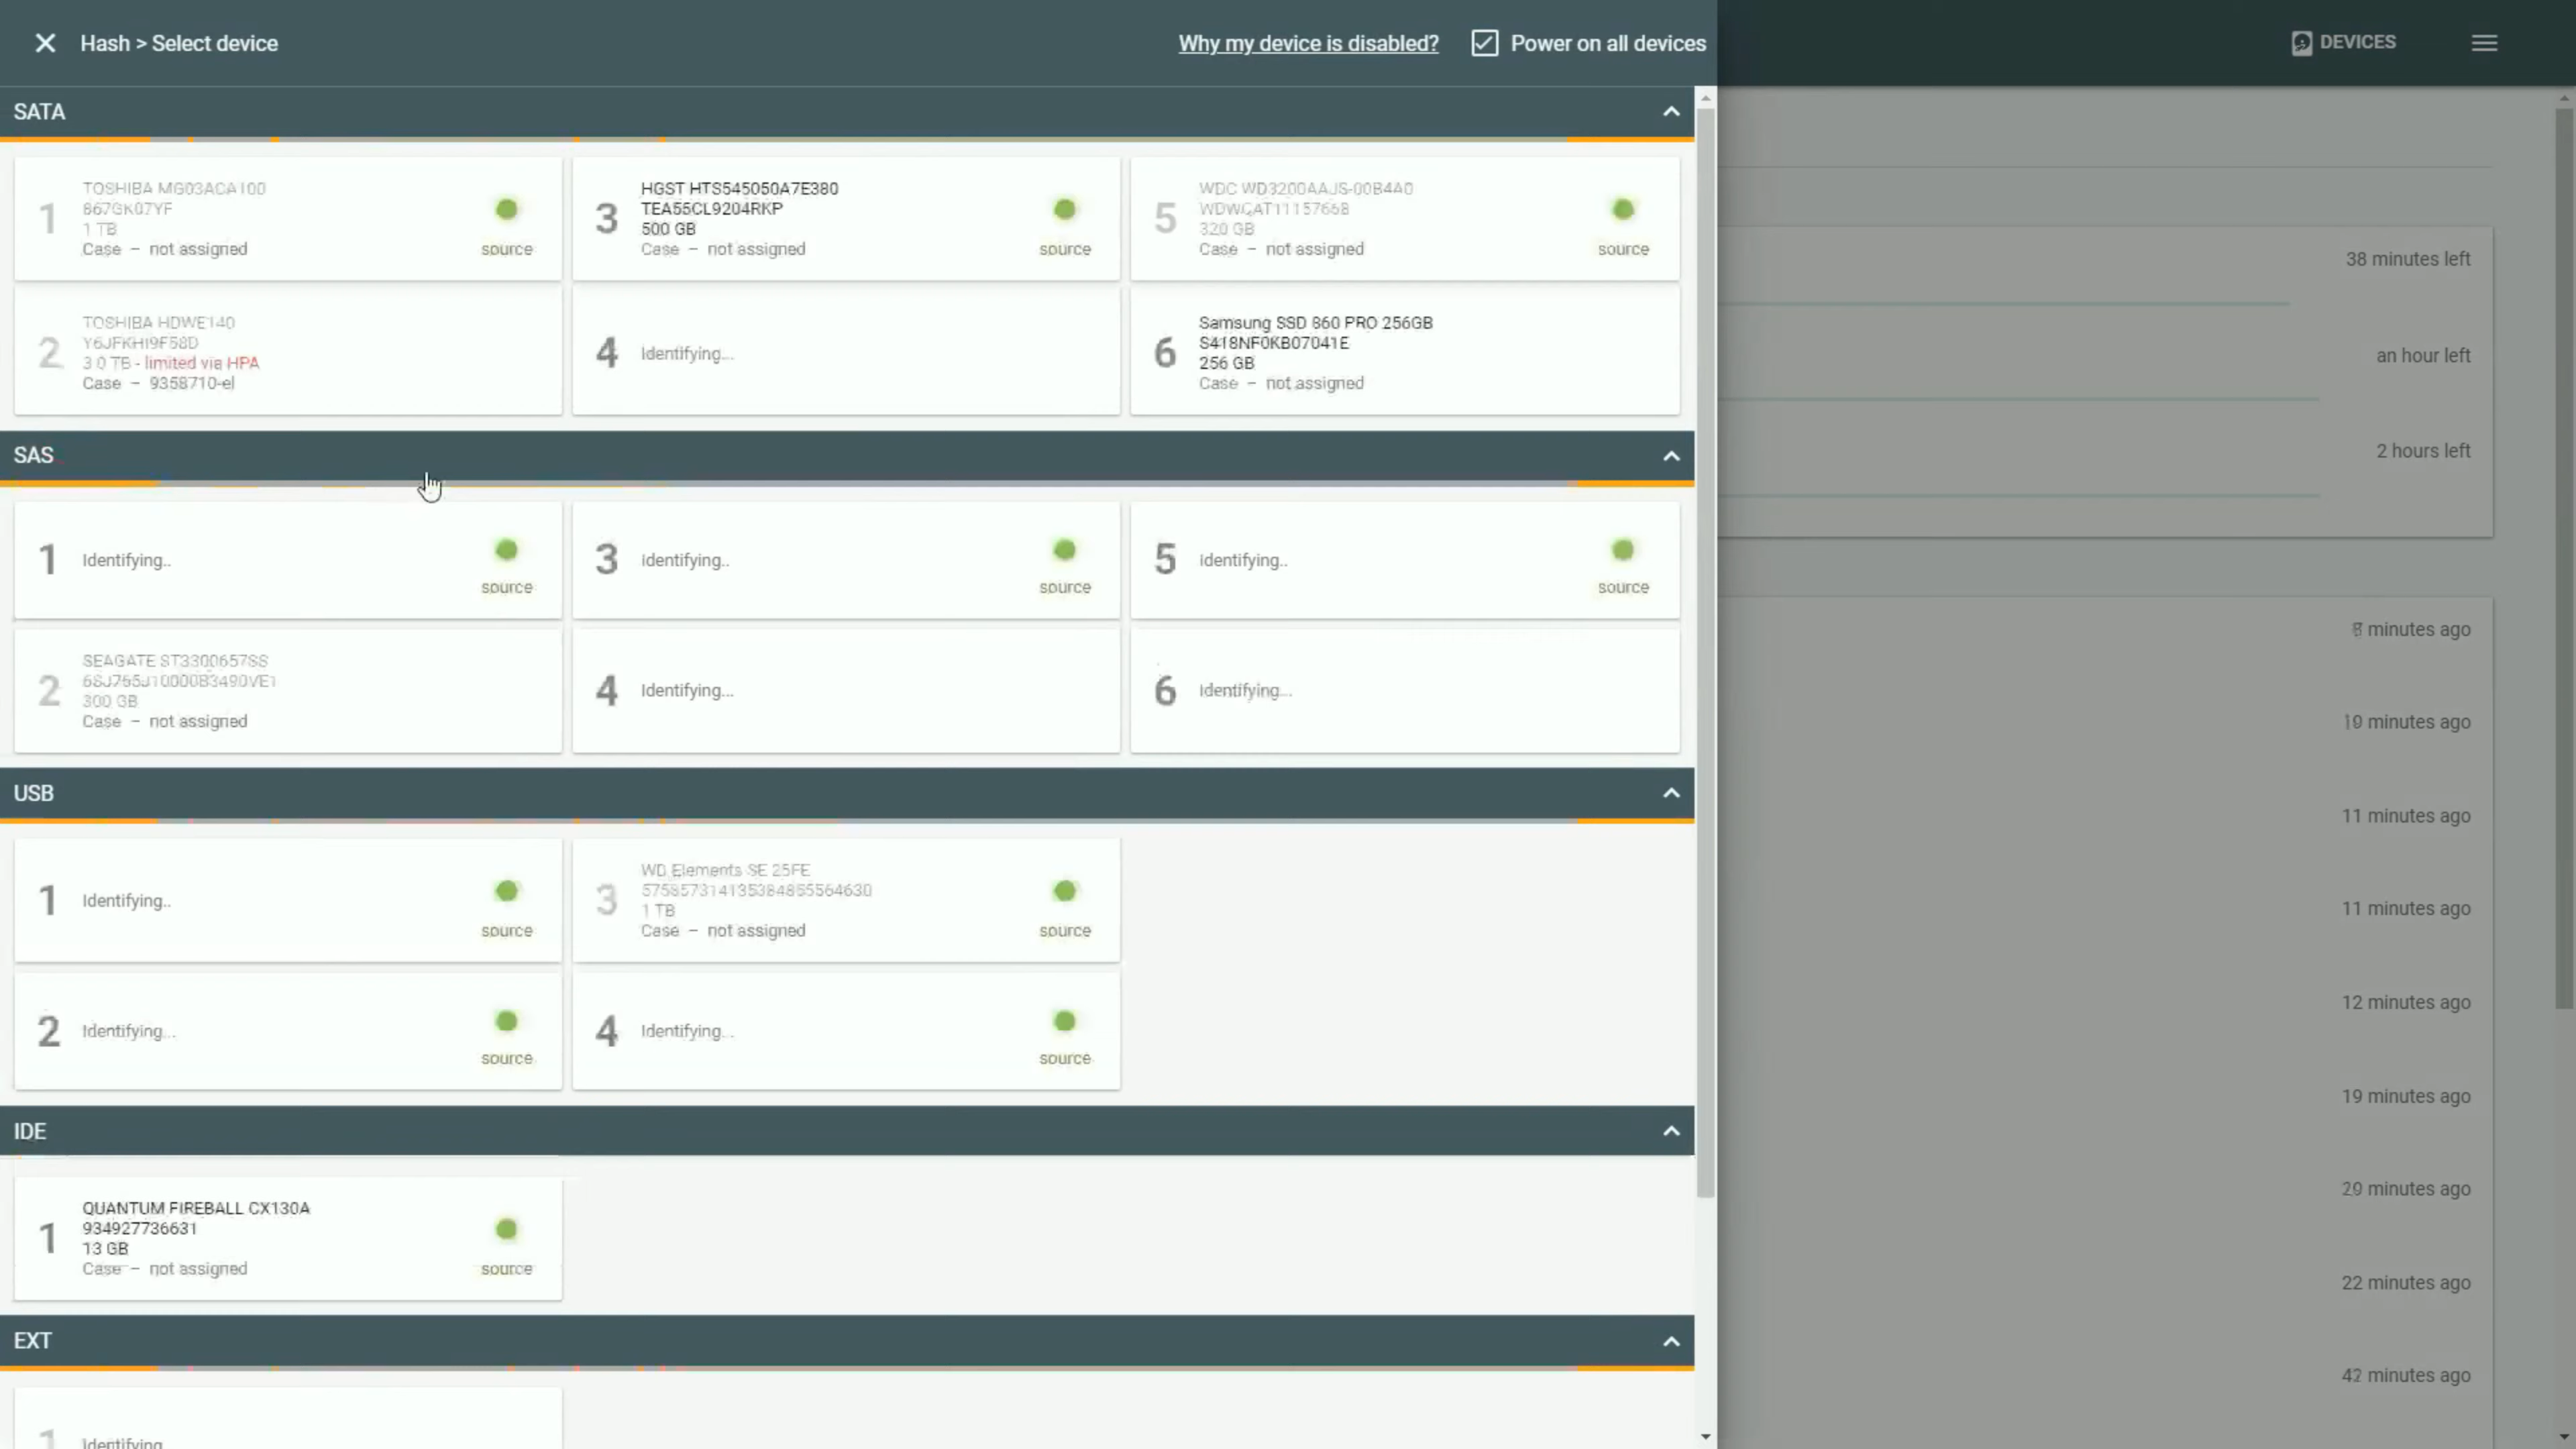 Hash > Select device
Why my device is disabled?
Power on all devices
DEVICES
SATA
1
TOSHIBA MG03ACA100
867GK07YF
1 TB
Case – not assigned
source
3
HGST HTS545050A7E380
TEA55CL9204RKP
500 GB
Case – not assigned
source
5
WDC WD3200AAJS-00B4A0
320 GB
Case – not assigned
source
2
TOSHIBA HDWE140
3.0 TB - limited via HPA
Case – 9358710-el
4
Identifying...
6
Samsung SSD 860 PRO 256GB
S418NF0KB07041E
256 GB
Case – not assigned
SAS
1
Identifying..
source
3
Identifying..
source
5
Identifying..
source
2
SEAGATE ST3300657SS
300 GB
Case – not assigned
4
Identifying...
6
Identifying...
USB
1
Identifying..
source
3
WD Elements SE 25FE
1 TB
Case – not assigned
source
2
Identifying...
source
4
Identifying...
source
IDE
1
QUANTUM FIREBALL CX130A
934927736631
13 GB
Case – not assigned
source
EXT
1
Identifying
38 minutes left
an hour left
2 hours left
minutes ago
10 minutes ago
11 minutes ago
11 minutes ago
12 minutes ago
19 minutes ago
20 minutes ago
22 minutes ago
42 minutes ago